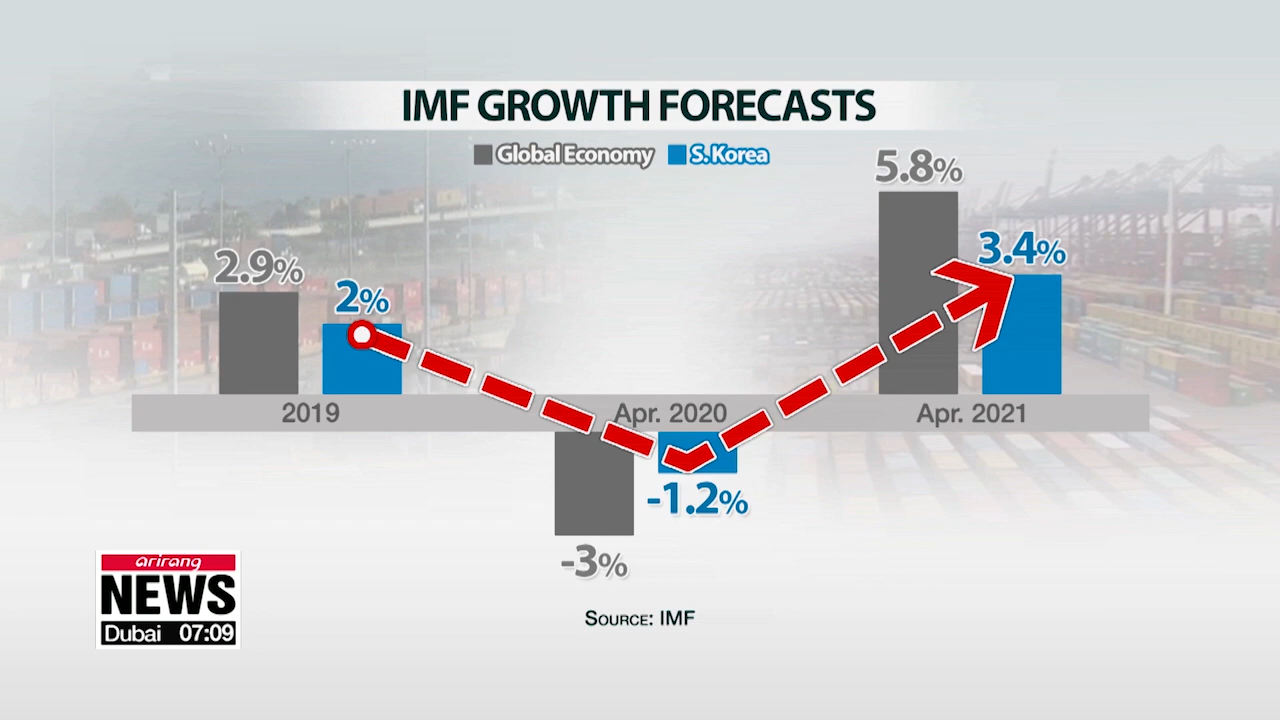 IMF GROWTH FORECASTS
Global Economy S.Korea
5.8%
3.4%
2.9%
2%
2019 Apr. 2020 Apr. 2021
-1.2%
-3%
SOURCE: IMF
arirang
NEWS
Dubai 07:09